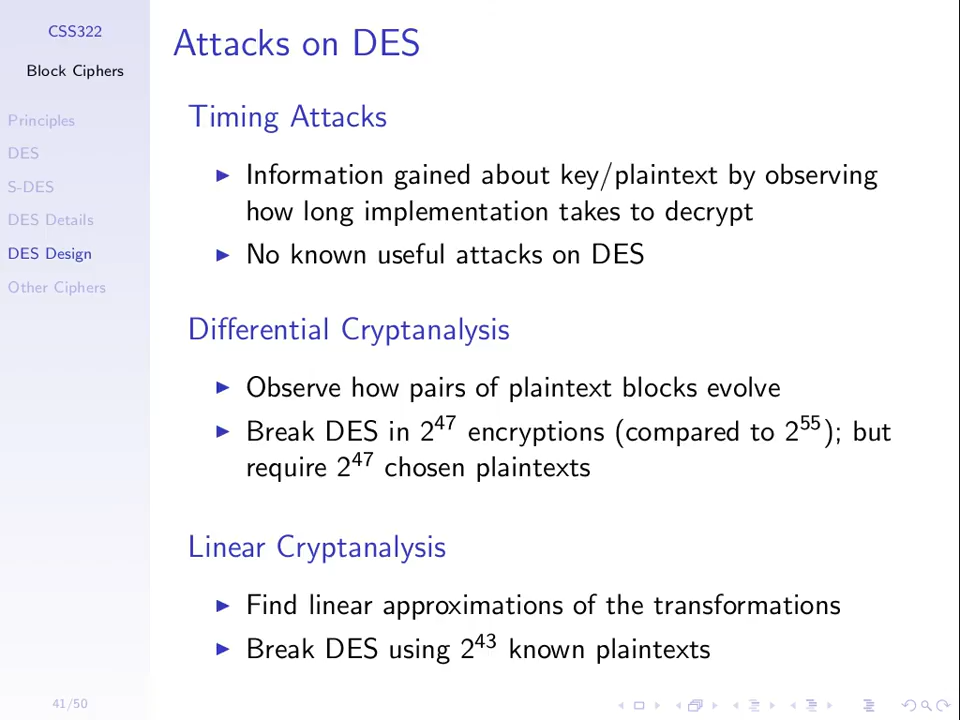 CSS322
Block Ciphers
Principles
DES
S-DES
DES Details
DES Design
Other Ciphers
41/50
Attacks on DES
Timing Attacks
Information gained about key/plaintext by observing
how long implementation takes to decrypt
No known useful attacks on DES
Differential Cryptanalysis
Observe how pairs of plaintext blocks evolve
Break DES in 2^47 encryptions (compared to 2^55); but
require 2^47 chosen plaintexts
Linear Cryptanalysis
Find linear approximations of the transformations
Break DES using 2^43 known plaintexts